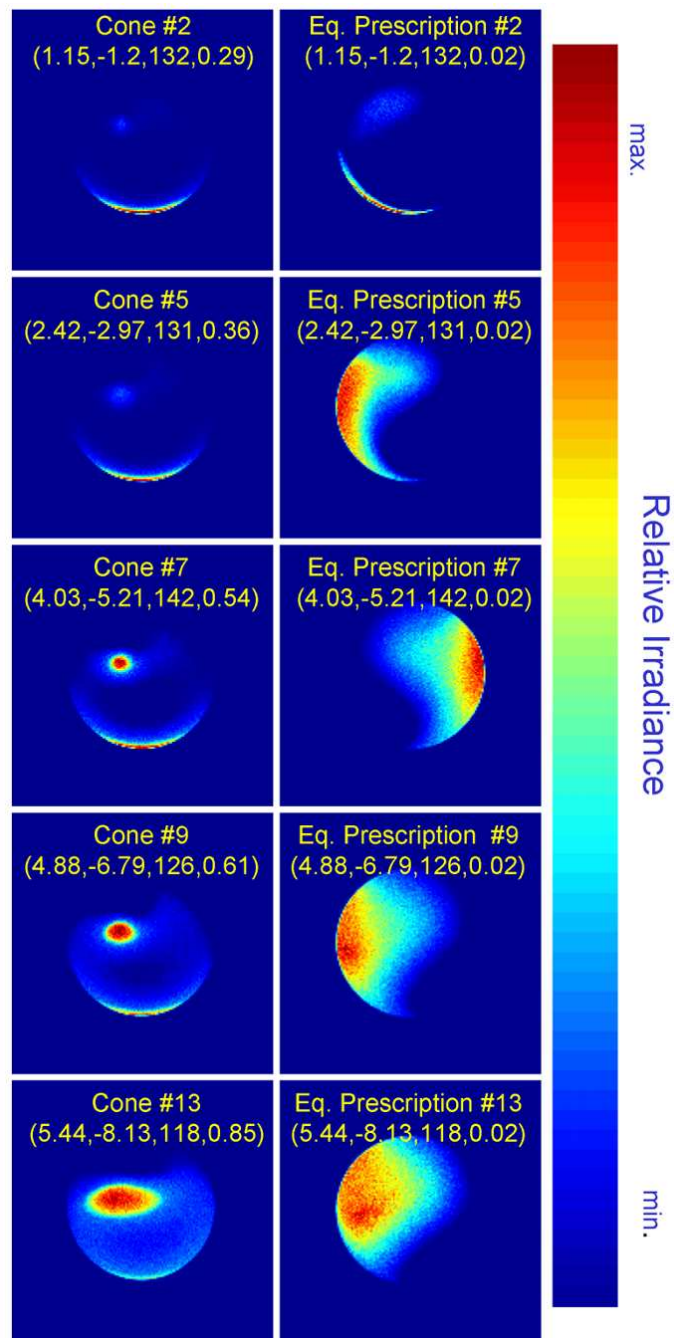 Cone #2
(1.15,-1.2,132,0.29)
Eq. Prescription #2
(1.15,-1.2,132,0.02)
Cone #5
(2.42,-2.97,131,0.36)
Eq. Prescription #5
(2.42,-2.97,131,0.02)
Cone #7
(4.03,-5.21,142,0.54)
Eq. Prescription #7
(4.03,-5.21,142,0.02)
Cone #9
(4.88,-6.79,126,0.61)
Eq. Prescription #9
(4.88,-6.79,126,0.02)
Cone #13
(5.44,-8.13,118,0.85)
Eq. Prescription #13
(5.44,-8.13,118,0.02)
max.
Relative Irradiance
min.